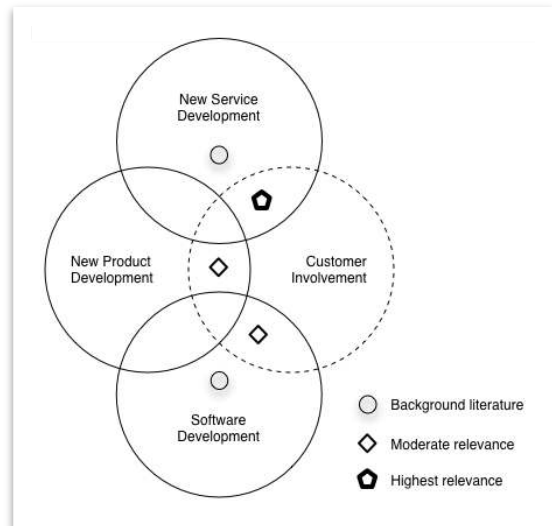 New Service
Development
New Product
Development
Customer
Involvement
Software
Development
Background literature
Moderate relevance
Highest relevance